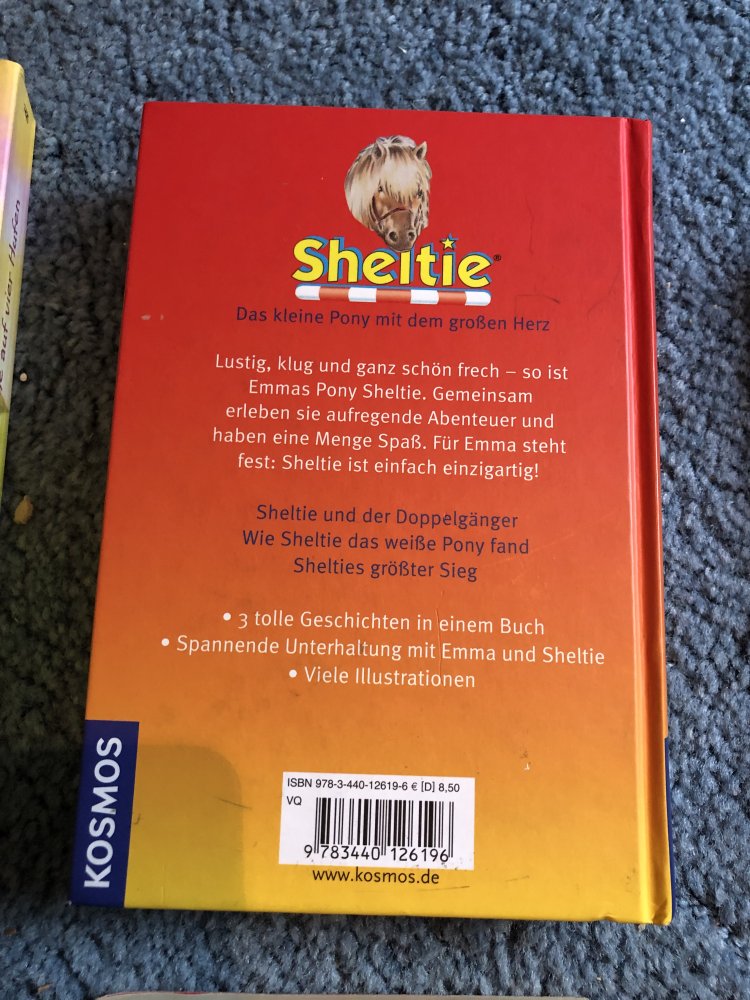 Sheltie®
Das kleine Pony mit dem großen Herz
Lustig, klug und ganz schön frech – so ist
Emmas Pony Sheltie. Gemeinsam
erleben sie aufregende Abenteuer und
haben eine Menge Spaß. Für Emma steht
fest: Sheltie ist einfach einzigartig!
Sheltie und der Doppelgänger
Wie Sheltie das weiße Pony fand
Shelties größter Sieg
• 3 tolle Geschichten in einem Buch
• Spannende Unterhaltung mit Emma und Sheltie
• Viele Illustrationen
KOSMOS
ISBN 978-3-440-12619-6 € [D] 8,50
VQ
9 783440 126196
www.kosmos.de
auf vier Hufen